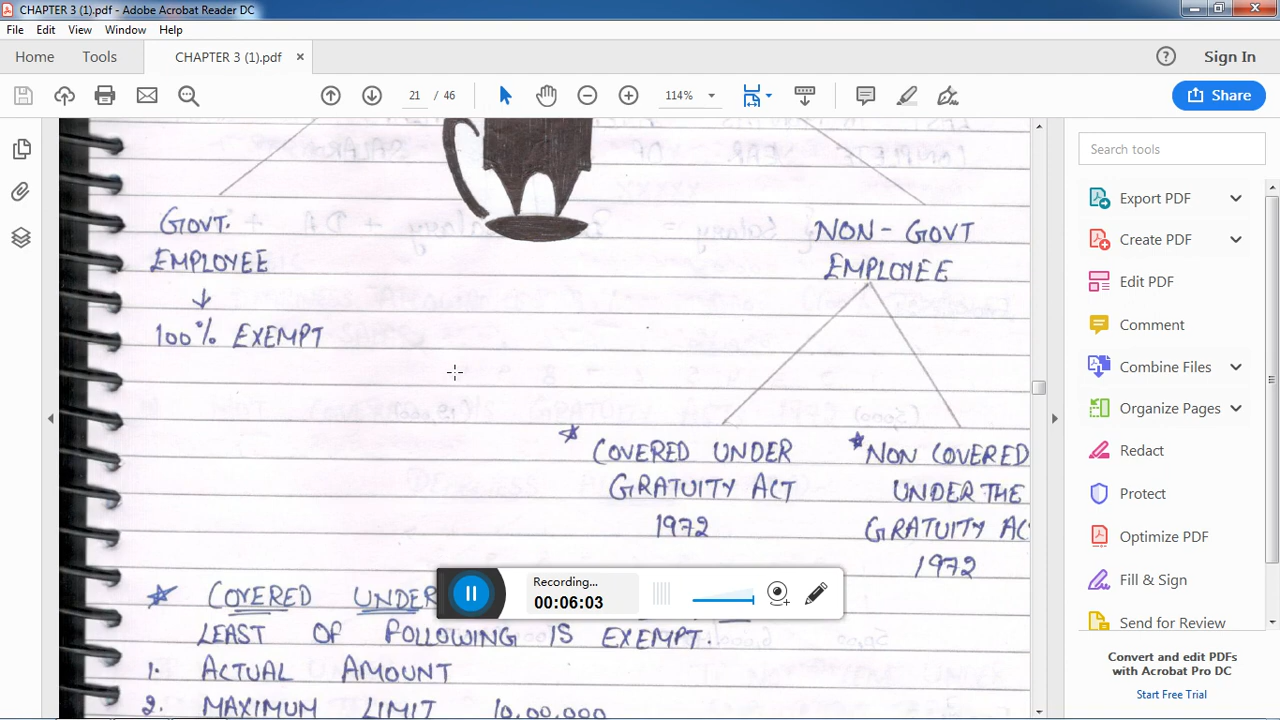 CHAPTER 3 (1).pdf - Adobe Acrobat Reader DC
File Edit View Window Help
Home Tools CHAPTER 3 (1).pdf × Sign In
21 / 46 114% Share
GOVT.
EMPLOYEE
100% EXEMPT
NON - GOVT
EMPLOYEE
COVERED UNDER
GRATUITY ACT
1972
NON COVERED
UNDER THE
GRATUITY AC
1972
COVERED UNDER
LEAST OF FOLLOWING IS EXEMPT.
1. ACTUAL AMOUNT
2. MAXIMUM LIMIT 10,00,000
Recording...
00:06:03
Search tools
Export PDF
Create PDF
Edit PDF
Comment
Combine Files
Organize Pages
Redact
Protect
Optimize PDF
Fill & Sign
Send for Review
Convert and edit PDFs
with Acrobat Pro DC
Start Free Trial